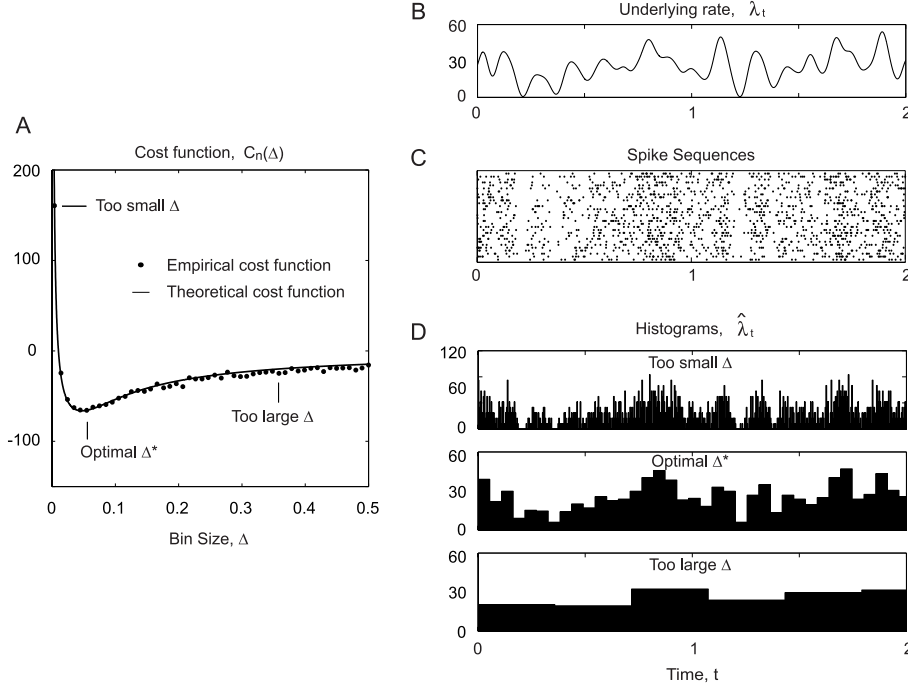 A
Cost function, Cn(Δ)
200
100
0
-100
Too small Δ
Empirical cost function
Theoretical cost function
Too large Δ
Optimal Δ*
0 0.1 0.2 0.3 0.4 0.5
Bin Size, Δ
B
Underlying rate, λt
60
30
0
0 1 2
C
Spike Sequences
0 1 2
D
Histograms, λ̂t
120
60
0
Too small Δ
60
30
0
Optimal Δ*
60
30
0
Too large Δ
0 1 2
Time, t